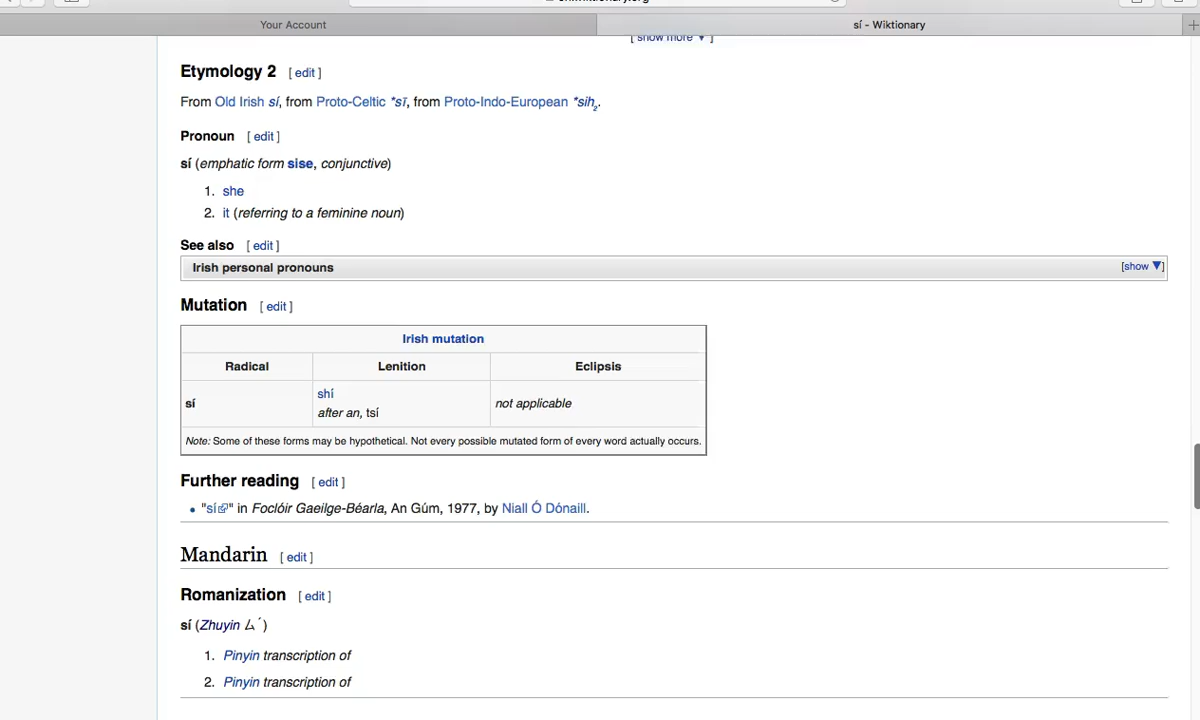 Your Account
sí - Wiktionary
[ show more ▼ ]
Etymology 2 [ edit ]
From Old Irish sí, from Proto-Celtic *sī, from Proto-Indo-European *sih₂.
Pronoun [ edit ]
sí (emphatic form sise, conjunctive)
1. she
2. it (referring to a feminine noun)
See also [ edit ]
Irish personal pronouns [show ▼]
Mutation [ edit ]
Irish mutation
Radical Lenition Eclipsis
sí shí not applicable
after an, tsí
Note: Some of these forms may be hypothetical. Not every possible mutated form of every word actually occurs.
Further reading [ edit ]
• "sí" in Foclóir Gaeilge-Béarla, An Gúm, 1977, by Niall Ó Dónaill.
Mandarin [ edit ]
Romanization [ edit ]
sí (Zhuyin ㄙˊ)
1. Pinyin transcription of
2. Pinyin transcription of